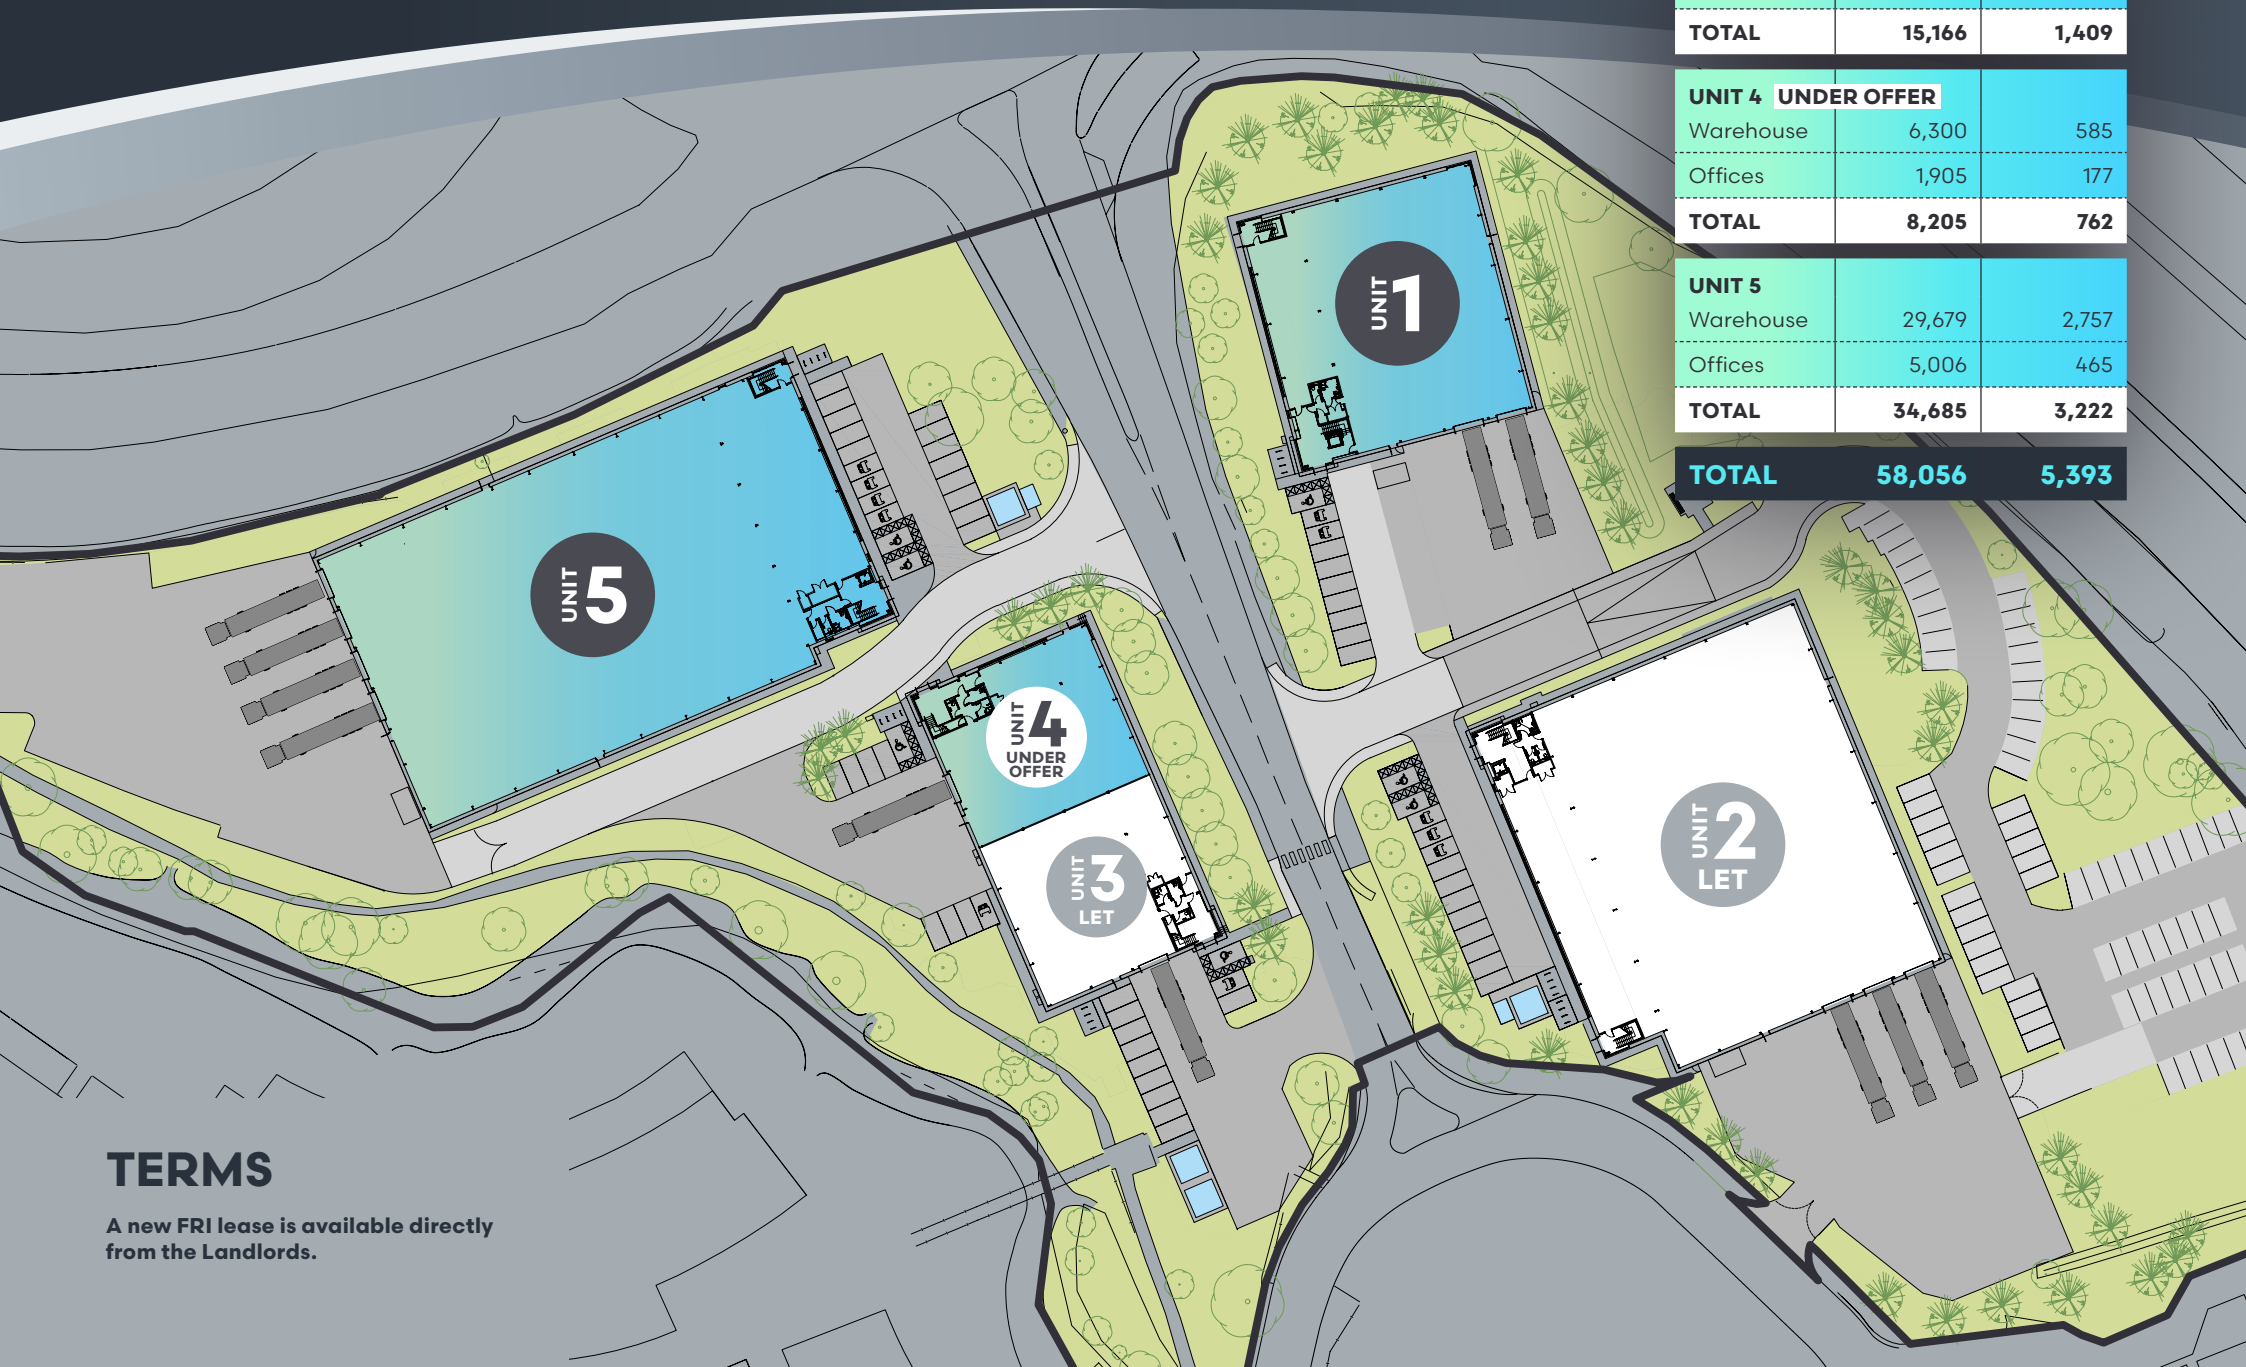 TOTAL 15,166 1,409
UNIT 4 UNDER OFFER
Warehouse 6,300 585
Offices 1,905 177
TOTAL 8,205 762
UNIT 5
Warehouse 29,679 2,757
Offices 5,006 465
TOTAL 34,685 3,222
TOTAL 58,056 5,393
UNIT 1
UNIT 5
UNIT 4
UNDER
OFFER
UNIT 3
LET
UNIT 2
LET
TERMS
A new FRI lease is available directly
from the Landlords.